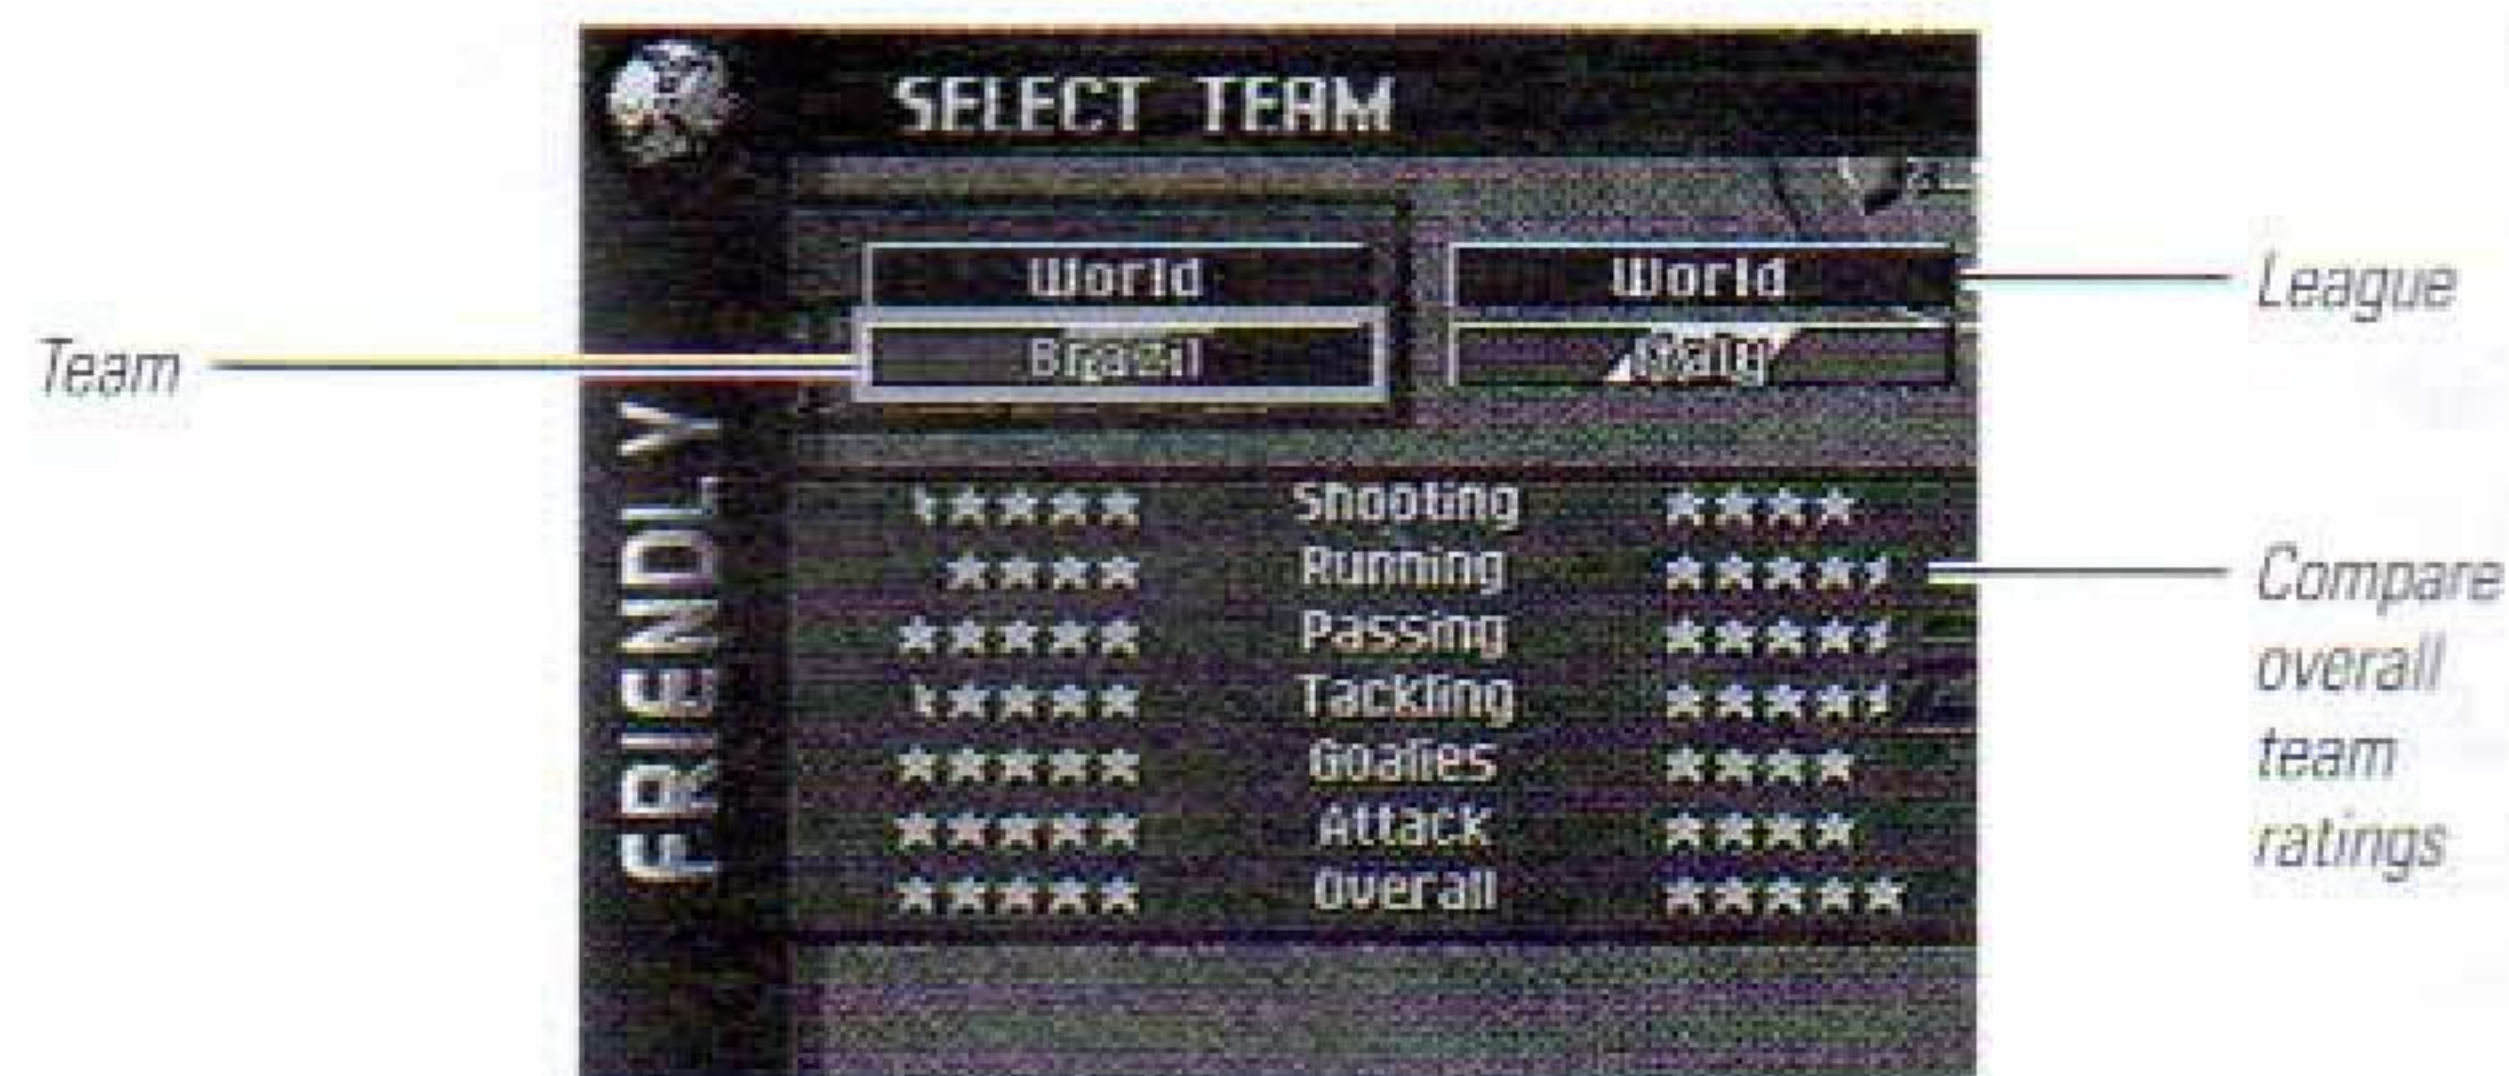 SELECT TEAM
World World
League
Team
Brazil Italy
FRIENDLY
Shooting
Running
Passing
Tackling
Goalies
Attack
Overall
Compare
overall
team
ratings